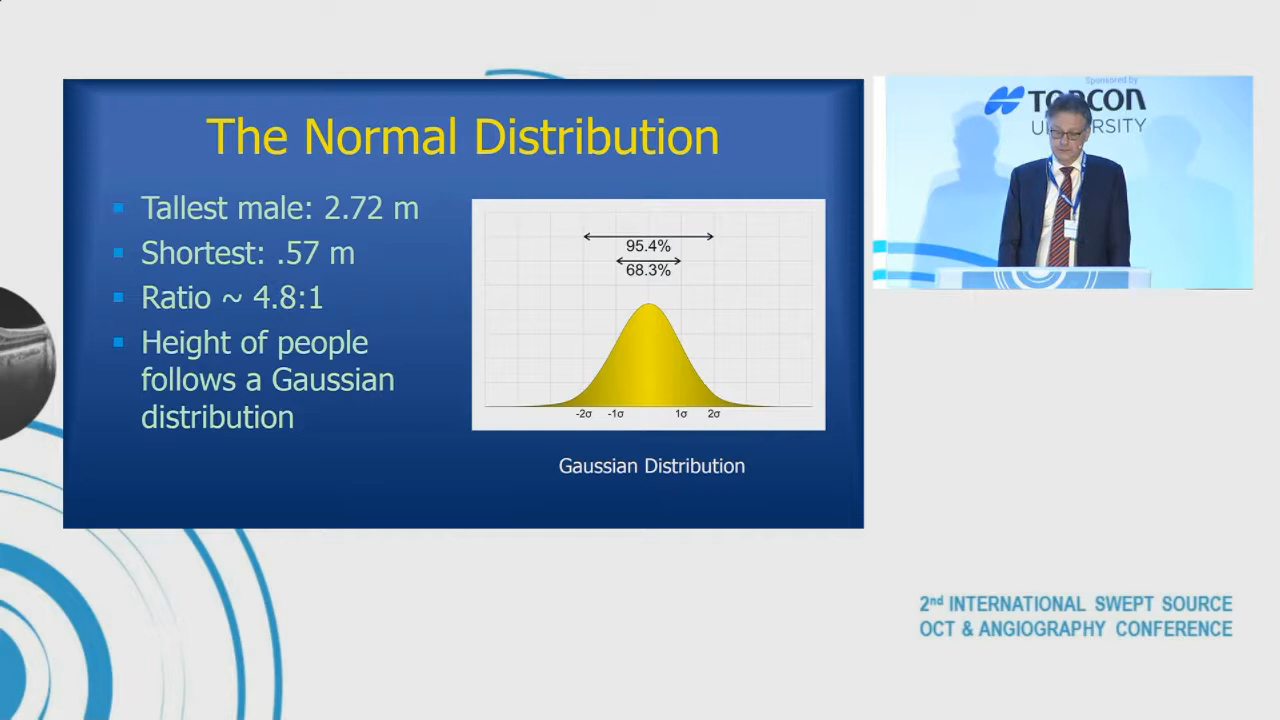 The Normal Distribution
Tallest male: 2.72 m
Shortest: .57 m
Ratio ~ 4.8:1
Height of people
follows a Gaussian
distribution
95.4%
68.3%
-2σ -1σ 1σ 2σ
Gaussian Distribution
Sponsored by
TOPCON
UNIVERSITY
2nd INTERNATIONAL SWEPT SOURCE
OCT & ANGIOGRAPHY CONFERENCE